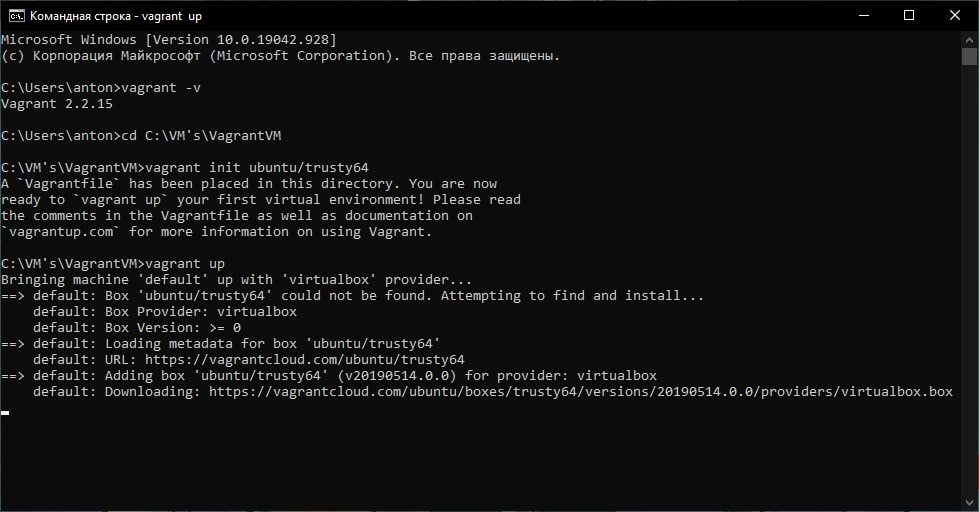 Командная строка - vagrant up
Microsoft Windows [Version 10.0.19042.928]
(c) Корпорация Майкрософт (Microsoft Corporation). Все права защищены.
C:\Users\anton>vagrant -v
Vagrant 2.2.15
C:\Users\anton>cd C:\VM's\VagrantVM
C:\VM's\VagrantVM>vagrant init ubuntu/trusty64
A `Vagrantfile` has been placed in this directory. You are now
ready to `vagrant up` your first virtual environment! Please read
the comments in the Vagrantfile as well as documentation on
`vagrantup.com` for more information on using Vagrant.
C:\VM's\VagrantVM>vagrant up
Bringing machine 'default' up with 'virtualbox' provider...
==> default: Box 'ubuntu/trusty64' could not be found. Attempting to find and install...
    default: Box Provider: virtualbox
    default: Box Version: >= 0
==> default: Loading metadata for box 'ubuntu/trusty64'
    default: URL: https://vagrantcloud.com/ubuntu/trusty64
==> default: Adding box 'ubuntu/trusty64' (v20190514.0.0) for provider: virtualbox
    default: Downloading: https://vagrantcloud.com/ubuntu/boxes/trusty64/versions/20190514.0.0/providers/virtualbox.box